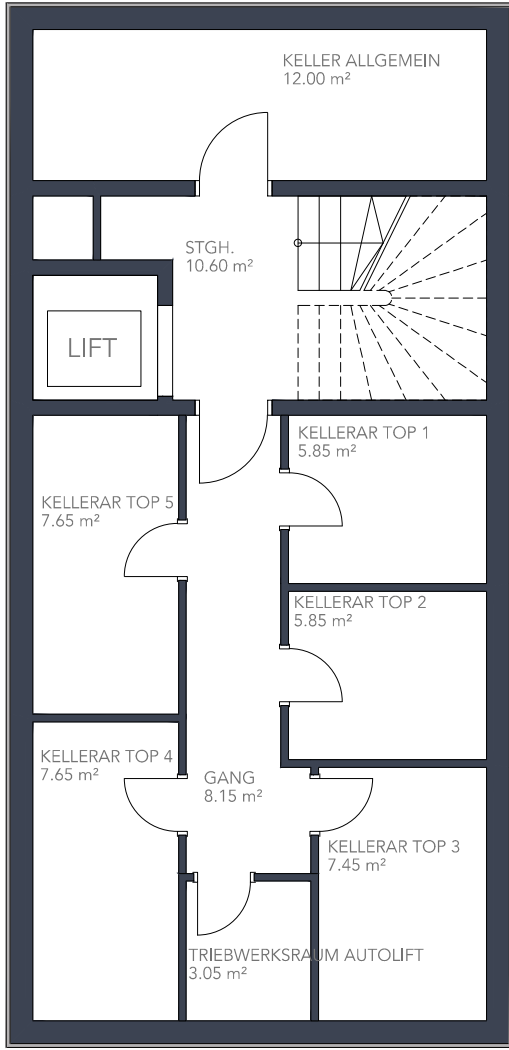 KELLER ALLGEMEIN
12.00 m²
STGH.
10.60 m²
LIFT
KELLERAR TOP 1
5.85 m²
KELLERAR TOP 5
7.65 m²
KELLERAR TOP 2
5.85 m²
KELLERAR TOP 4
7.65 m²
GANG
8.15 m²
KELLERAR TOP 3
7.45 m²
TRIEBWERKSRAUM AUTOLIFT
3.05 m²